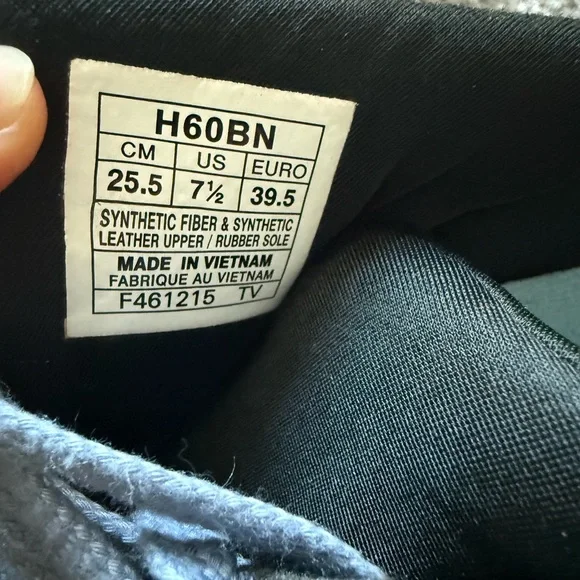 H60BN
CM US EURO
25.5 7½ 39.5
SYNTHETIC FIBER & SYNTHETIC
LEATHER UPPER / RUBBER SOLE
MADE IN VIETNAM
FABRIQUE AU VIETNAM
F461215 TV